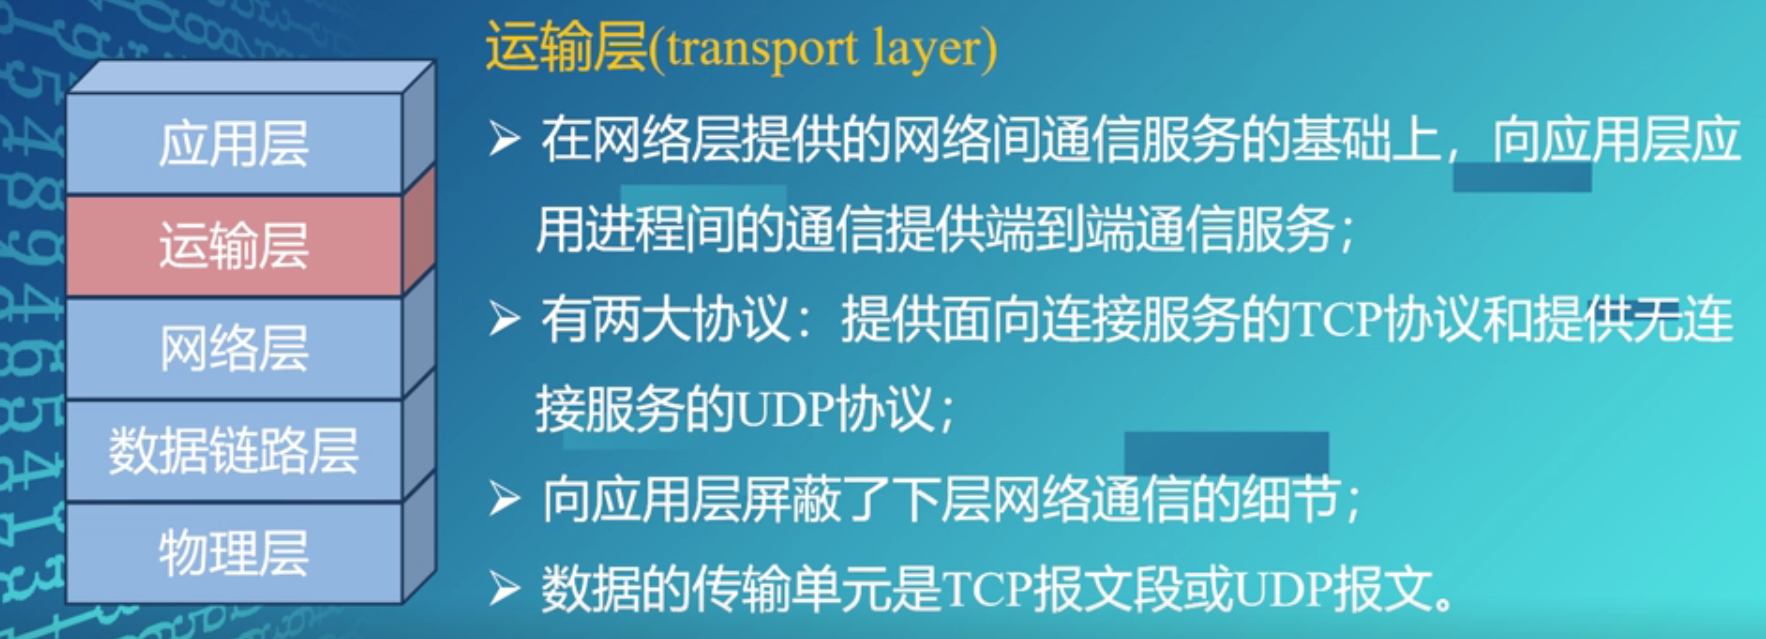 应用层
运输层
网络层
数据链路层
物理层
运输层(transport layer)
➢ 在网络层提供的网络间通信服务的基础上，向应用层应
用进程间的通信提供端到端通信服务；
➢ 有两大协议：提供面向连接服务的TCP协议和提供无连
接服务的UDP协议；
➢ 向应用层屏蔽了下层网络通信的细节；
➢ 数据的传输单元是TCP报文段或UDP报文。